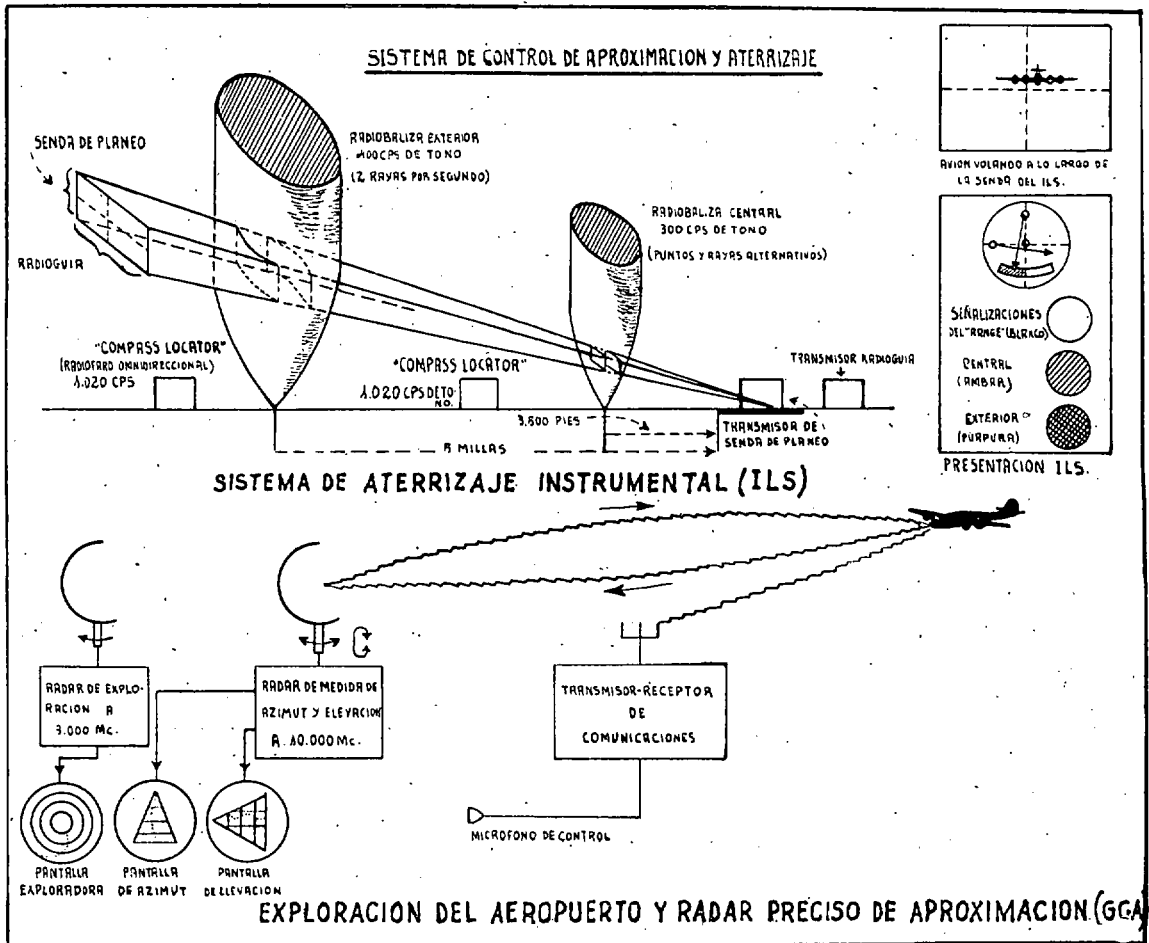 SISTEMA DE CONTROL DE APROXIMACION Y ATERRIZAJE
SENDA DE PLANEO
RADIOGUIA
RADIOBALIZA EXTERIOR
400 CPS DE TONO
(2 RAYAS POR SEGUNDO)
RADIOBALIZA CENTRAL
300 CPS DE TONO
(PUNTOS Y RAYAS ALTERNATIVOS)
AVION VOLANDO A LO LARGO DE
LA SENDA DEL ILS.
SEÑALIZACIONES
DEL "RANGE" (BLANCO)
CENTRAL
(AMBAR)
EXTERIOR
(PURPURA)
PRESENTACION ILS.
"COMPASS LOCATOR"
(RADIOFARO OMNIDIRECCIONAL)
1.020 CPS
"COMPASS LOCATOR"
1.020 CPS DE TO-
NO.
TRANSMISOR RADIOGUIA
3.600 PIES
TRANSMISOR DE
SENDA DE PLANEO
MILLAS
SISTEMA DE ATERRIZAJE INSTRUMENTAL (ILS)
RADAR DE EXPLO-
RACION A
3.000 Mc.
RADAR DE MEDIDA DE
AZIMUT Y ELEVACION
A. 10.000 Mc.
TRANSMISOR-RECEPTOR
DE
COMUNICACIONES
MICROFONO DE CONTROL
PANTALLA
EXPLORADORA
PANTALLA
DE AZIMUT
PANTALLA
DE ELEVACION
EXPLORACION DEL AEROPUERTO Y RADAR PRECISO DE APROXIMACION.(GCA)